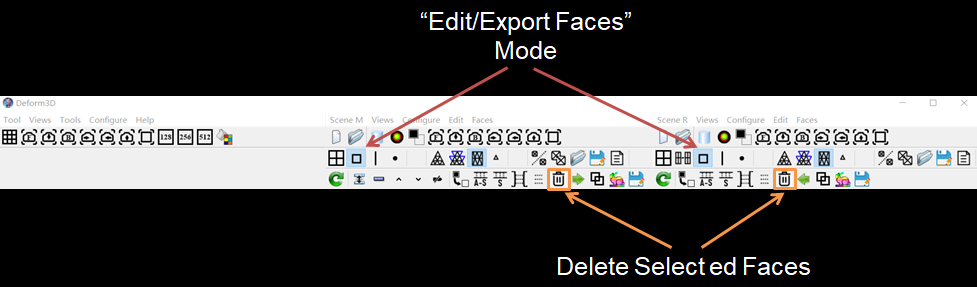 “Edit/Export Faces”
Mode
Deform3D
Tool Views Tools Configure Help
Scene M Views Configure Edit Faces
Scene R Views Configure Edit Faces
F B 128 256 512
F B
F B
A-S S
A-S S
Delete Select ed Faces